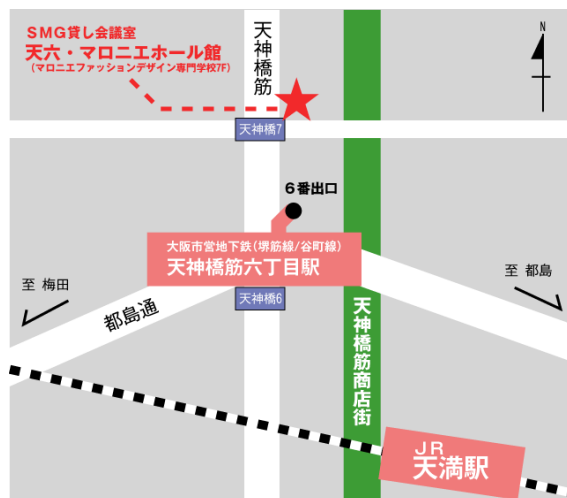 SMG貸し会議室
天六・マロニエホール館
(マロニエファッションデザイン専門学校7F)
天神橋筋
N
天神橋7
6番出口
大阪市営地下鉄(堺筋線/谷町線)
天神橋筋六丁目駅
至 梅田
至 都島
天神橋6
都島通
天神橋筋商店街
JR
天満駅